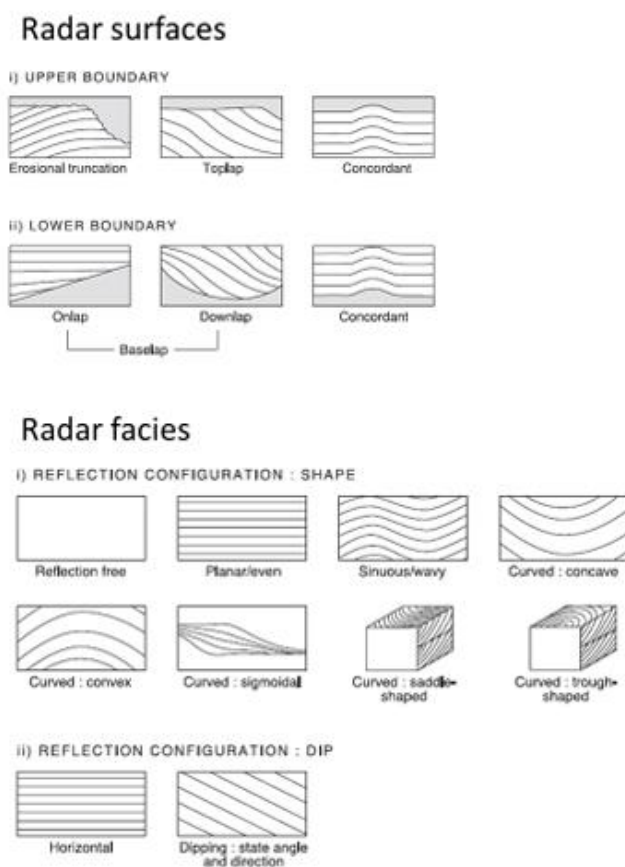 Radar surfaces
i) UPPER BOUNDARY
Erosional truncation
Toplap
Concordant
ii) LOWER BOUNDARY
Onlap
Downlap
Concordant
Baselap
Radar facies
i) REFLECTION CONFIGURATION : SHAPE
Reflection free
Planar/even
Sinuous/wavy
Curved : concave
Curved : convex
Curved : sigmoidal
Curved : saddle-
shaped
Curved : trough-
shaped
ii) REFLECTION CONFIGURATION : DIP
Horizontal
Dipping : state angle
and direction